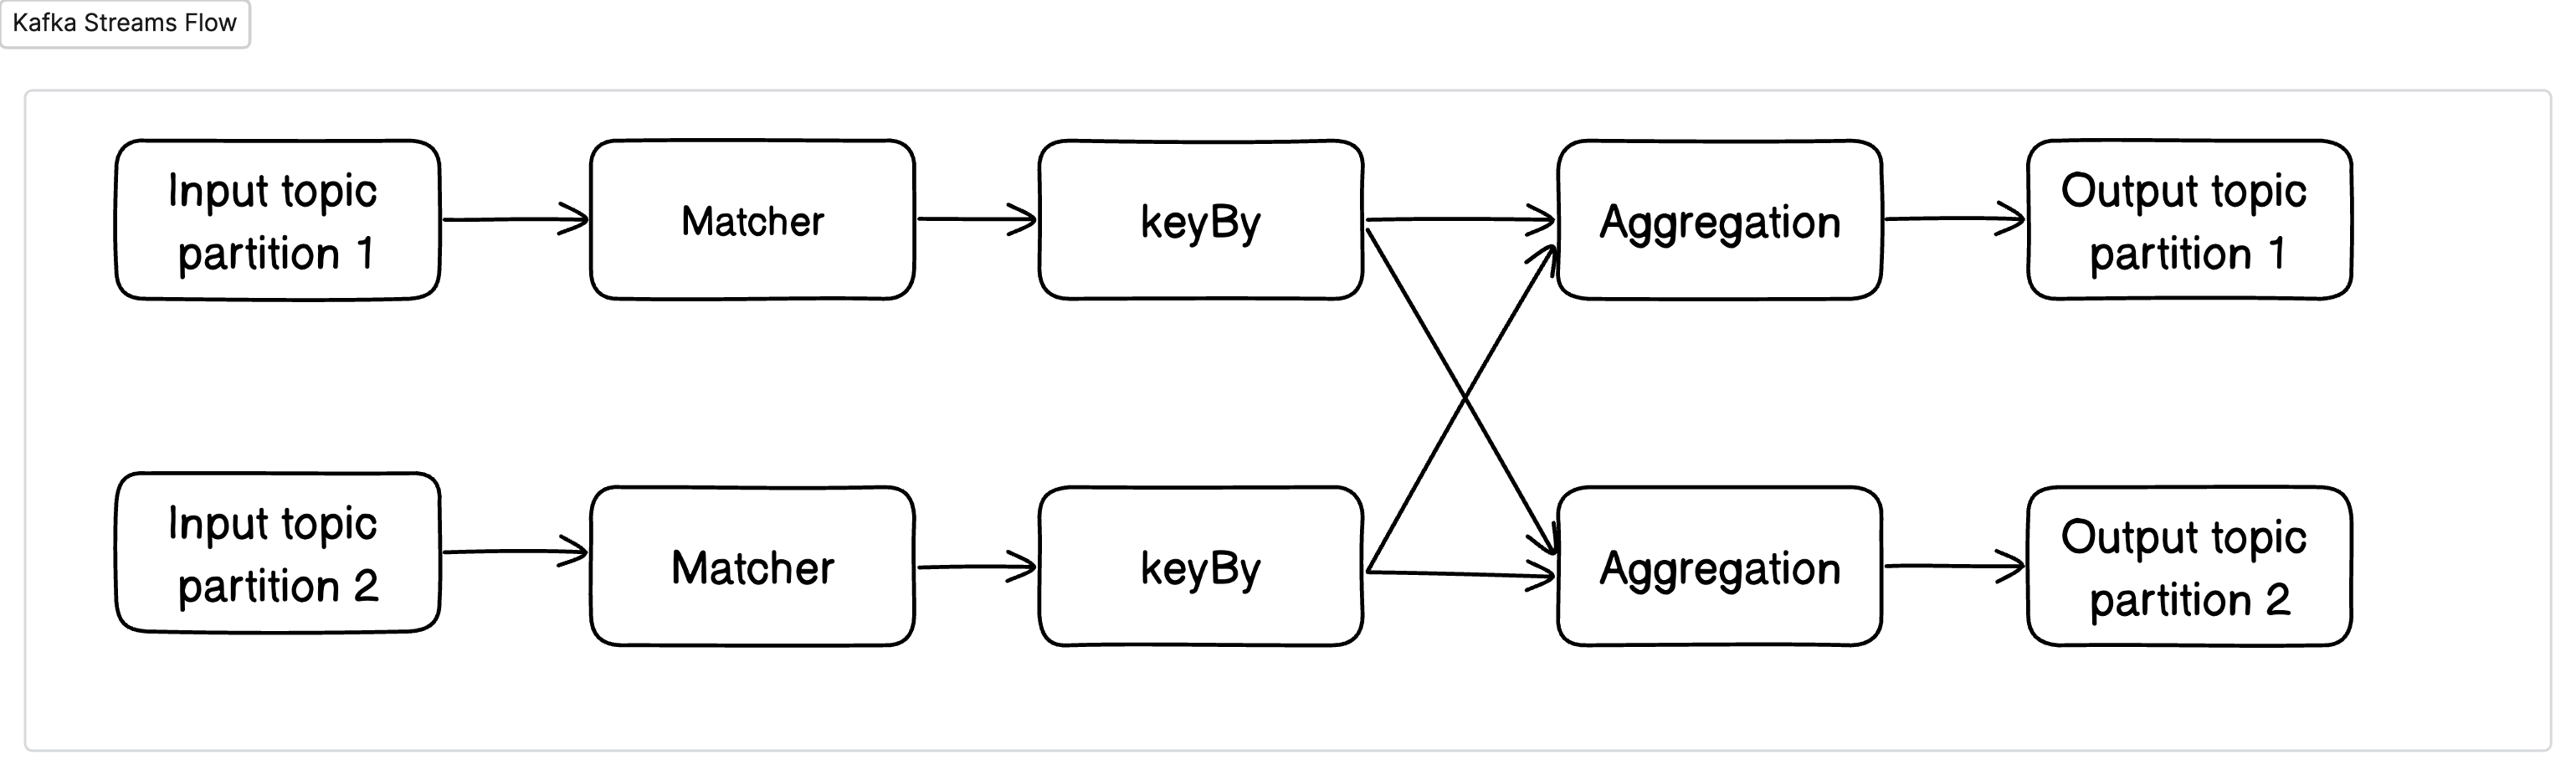 Kafka Streams Flow
Input topic
partition 1
Matcher
keyBy
Aggregation
Output topic
partition 1
Input topic
partition 2
Matcher
keyBy
Aggregation
Output topic
partition 2